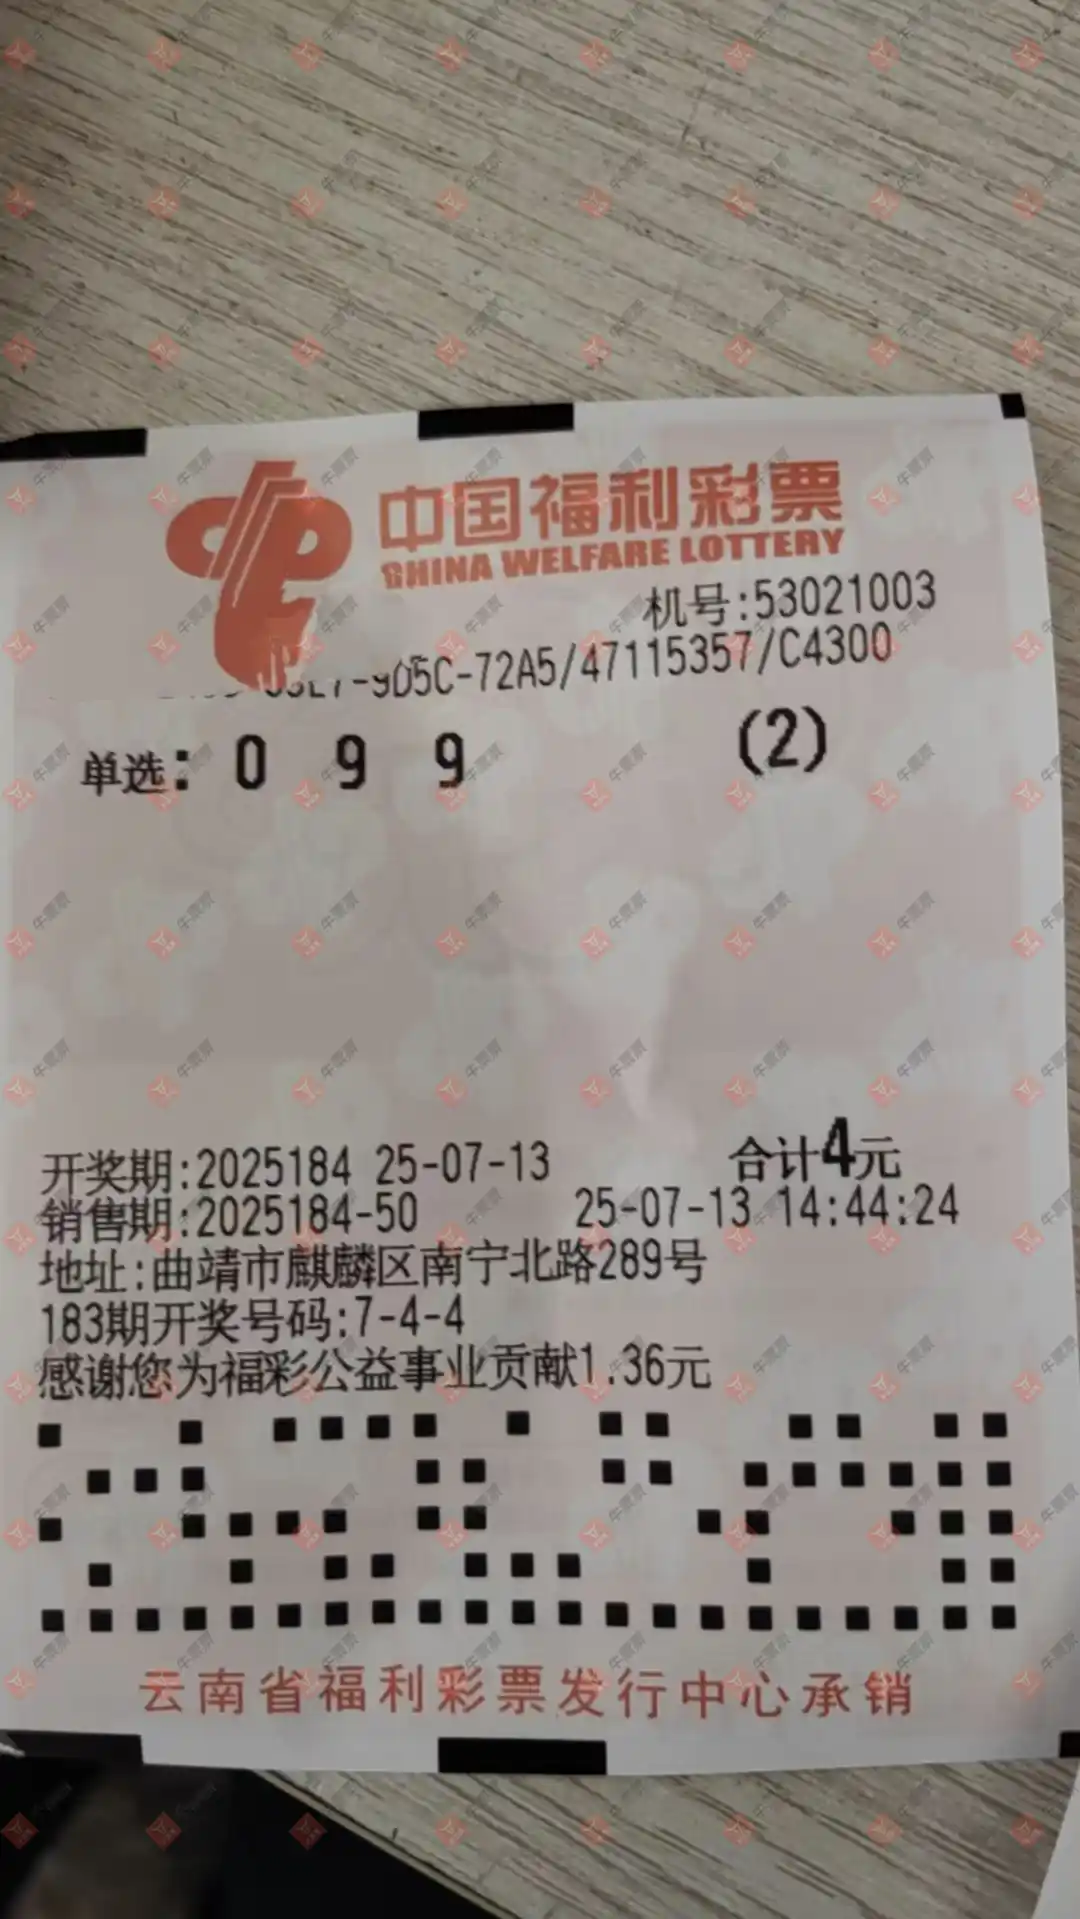 中国福利彩票
CHINA WELFARE LOTTERY
机号:53021003
-9D5C-72A5/47115357/C4300
单选: 0 9 9 (2)
开奖期:2025184 25-07-13 合计4元
销售期:2025184-50 25-07-13 14:44:24
地址:曲靖市麒麟区南宁北路289号
183期开奖号码:7-4-4
感谢您为福彩公益事业贡献1.36元
云南省福利彩票发行中心承销